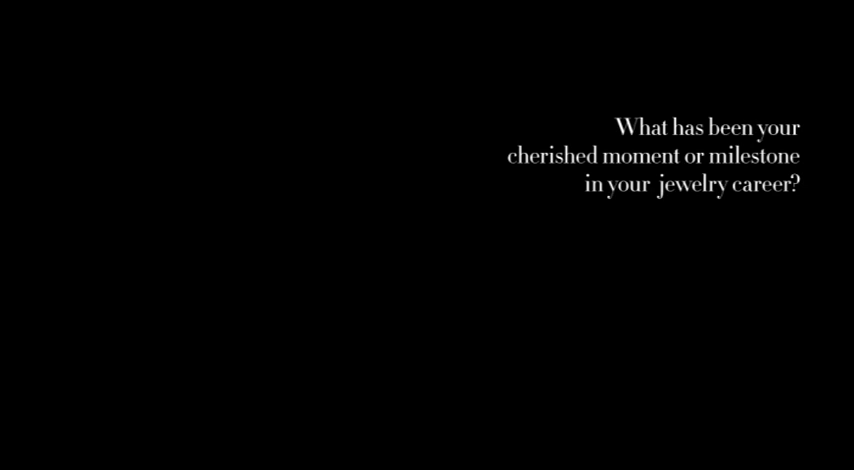 What has been your
cherished moment or milestone
in your jewelry career?